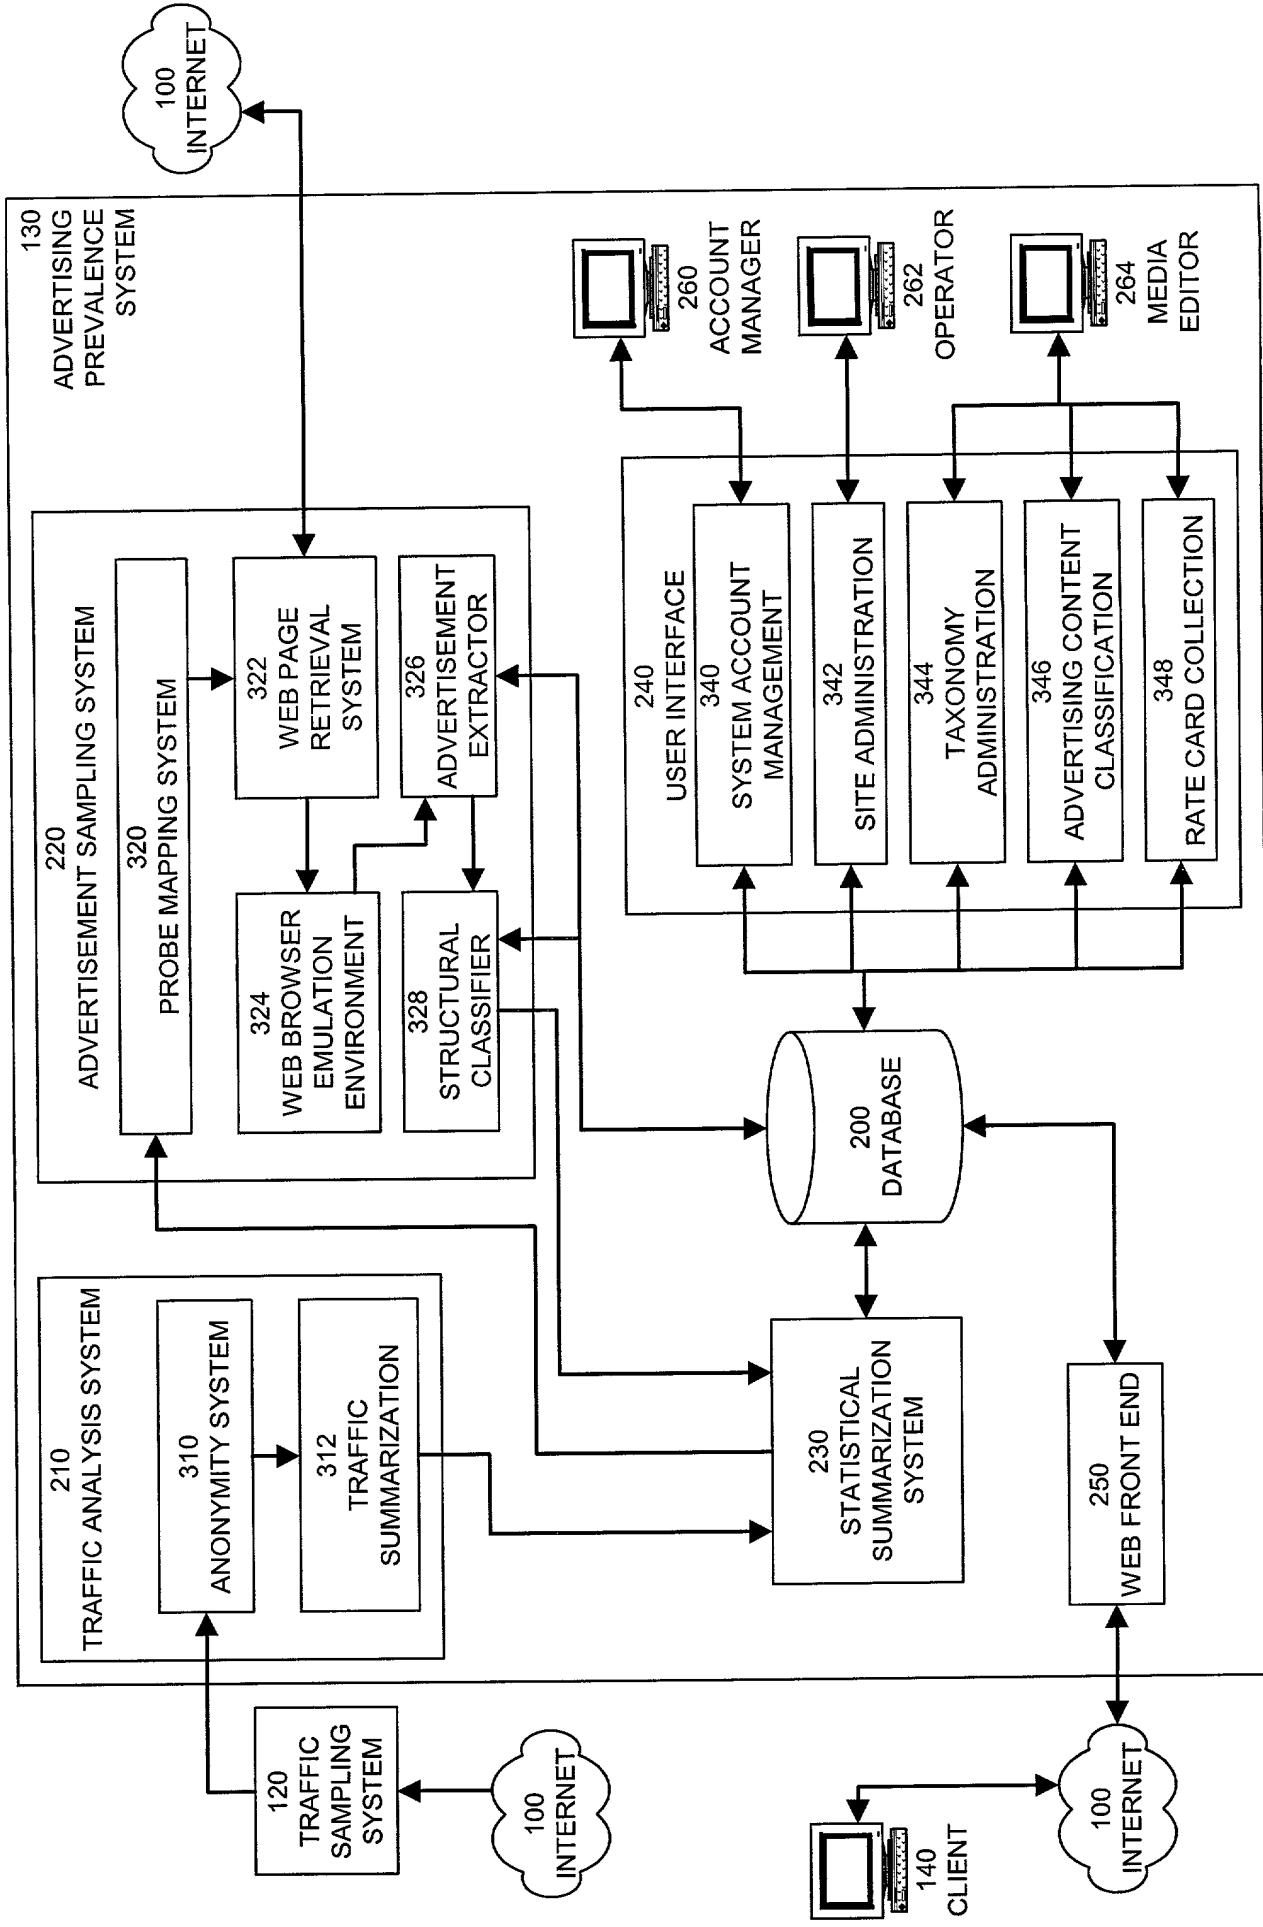 130
ADVERTISING
PREVALENCE
SYSTEM
100
INTERNET
210
TRAFFIC ANALYSIS SYSTEM
310
ANONYMITY SYSTEM
312
TRAFFIC
SUMMARIZATION
220
ADVERTISEMENT SAMPLING SYSTEM
320
PROBE MAPPING SYSTEM
324
WEB BROWSER
EMULATION
ENVIRONMENT
322
WEB PAGE
RETRIEVAL
SYSTEM
328
STRUCTURAL
CLASSIFIER
326
ADVERTISEMENT
EXTRACTOR
120
TRAFFIC
SAMPLING
SYSTEM
100
INTERNET
230
STATISTICAL
SUMMARIZATION
SYSTEM
200
DATABASE
240
USER INTERFACE
340
SYSTEM ACCOUNT
MANAGEMENT
342
SITE ADMINISTRATION
344
TAXONOMY
ADMINISTRATION
346
ADVERTISING CONTENT
CLASSIFICATION
348
RATE CARD COLLECTION
260
ACCOUNT
MANAGER
262
OPERATOR
264
MEDIA
EDITOR
140
CLIENT
100
INTERNET
250
WEB FRONT END